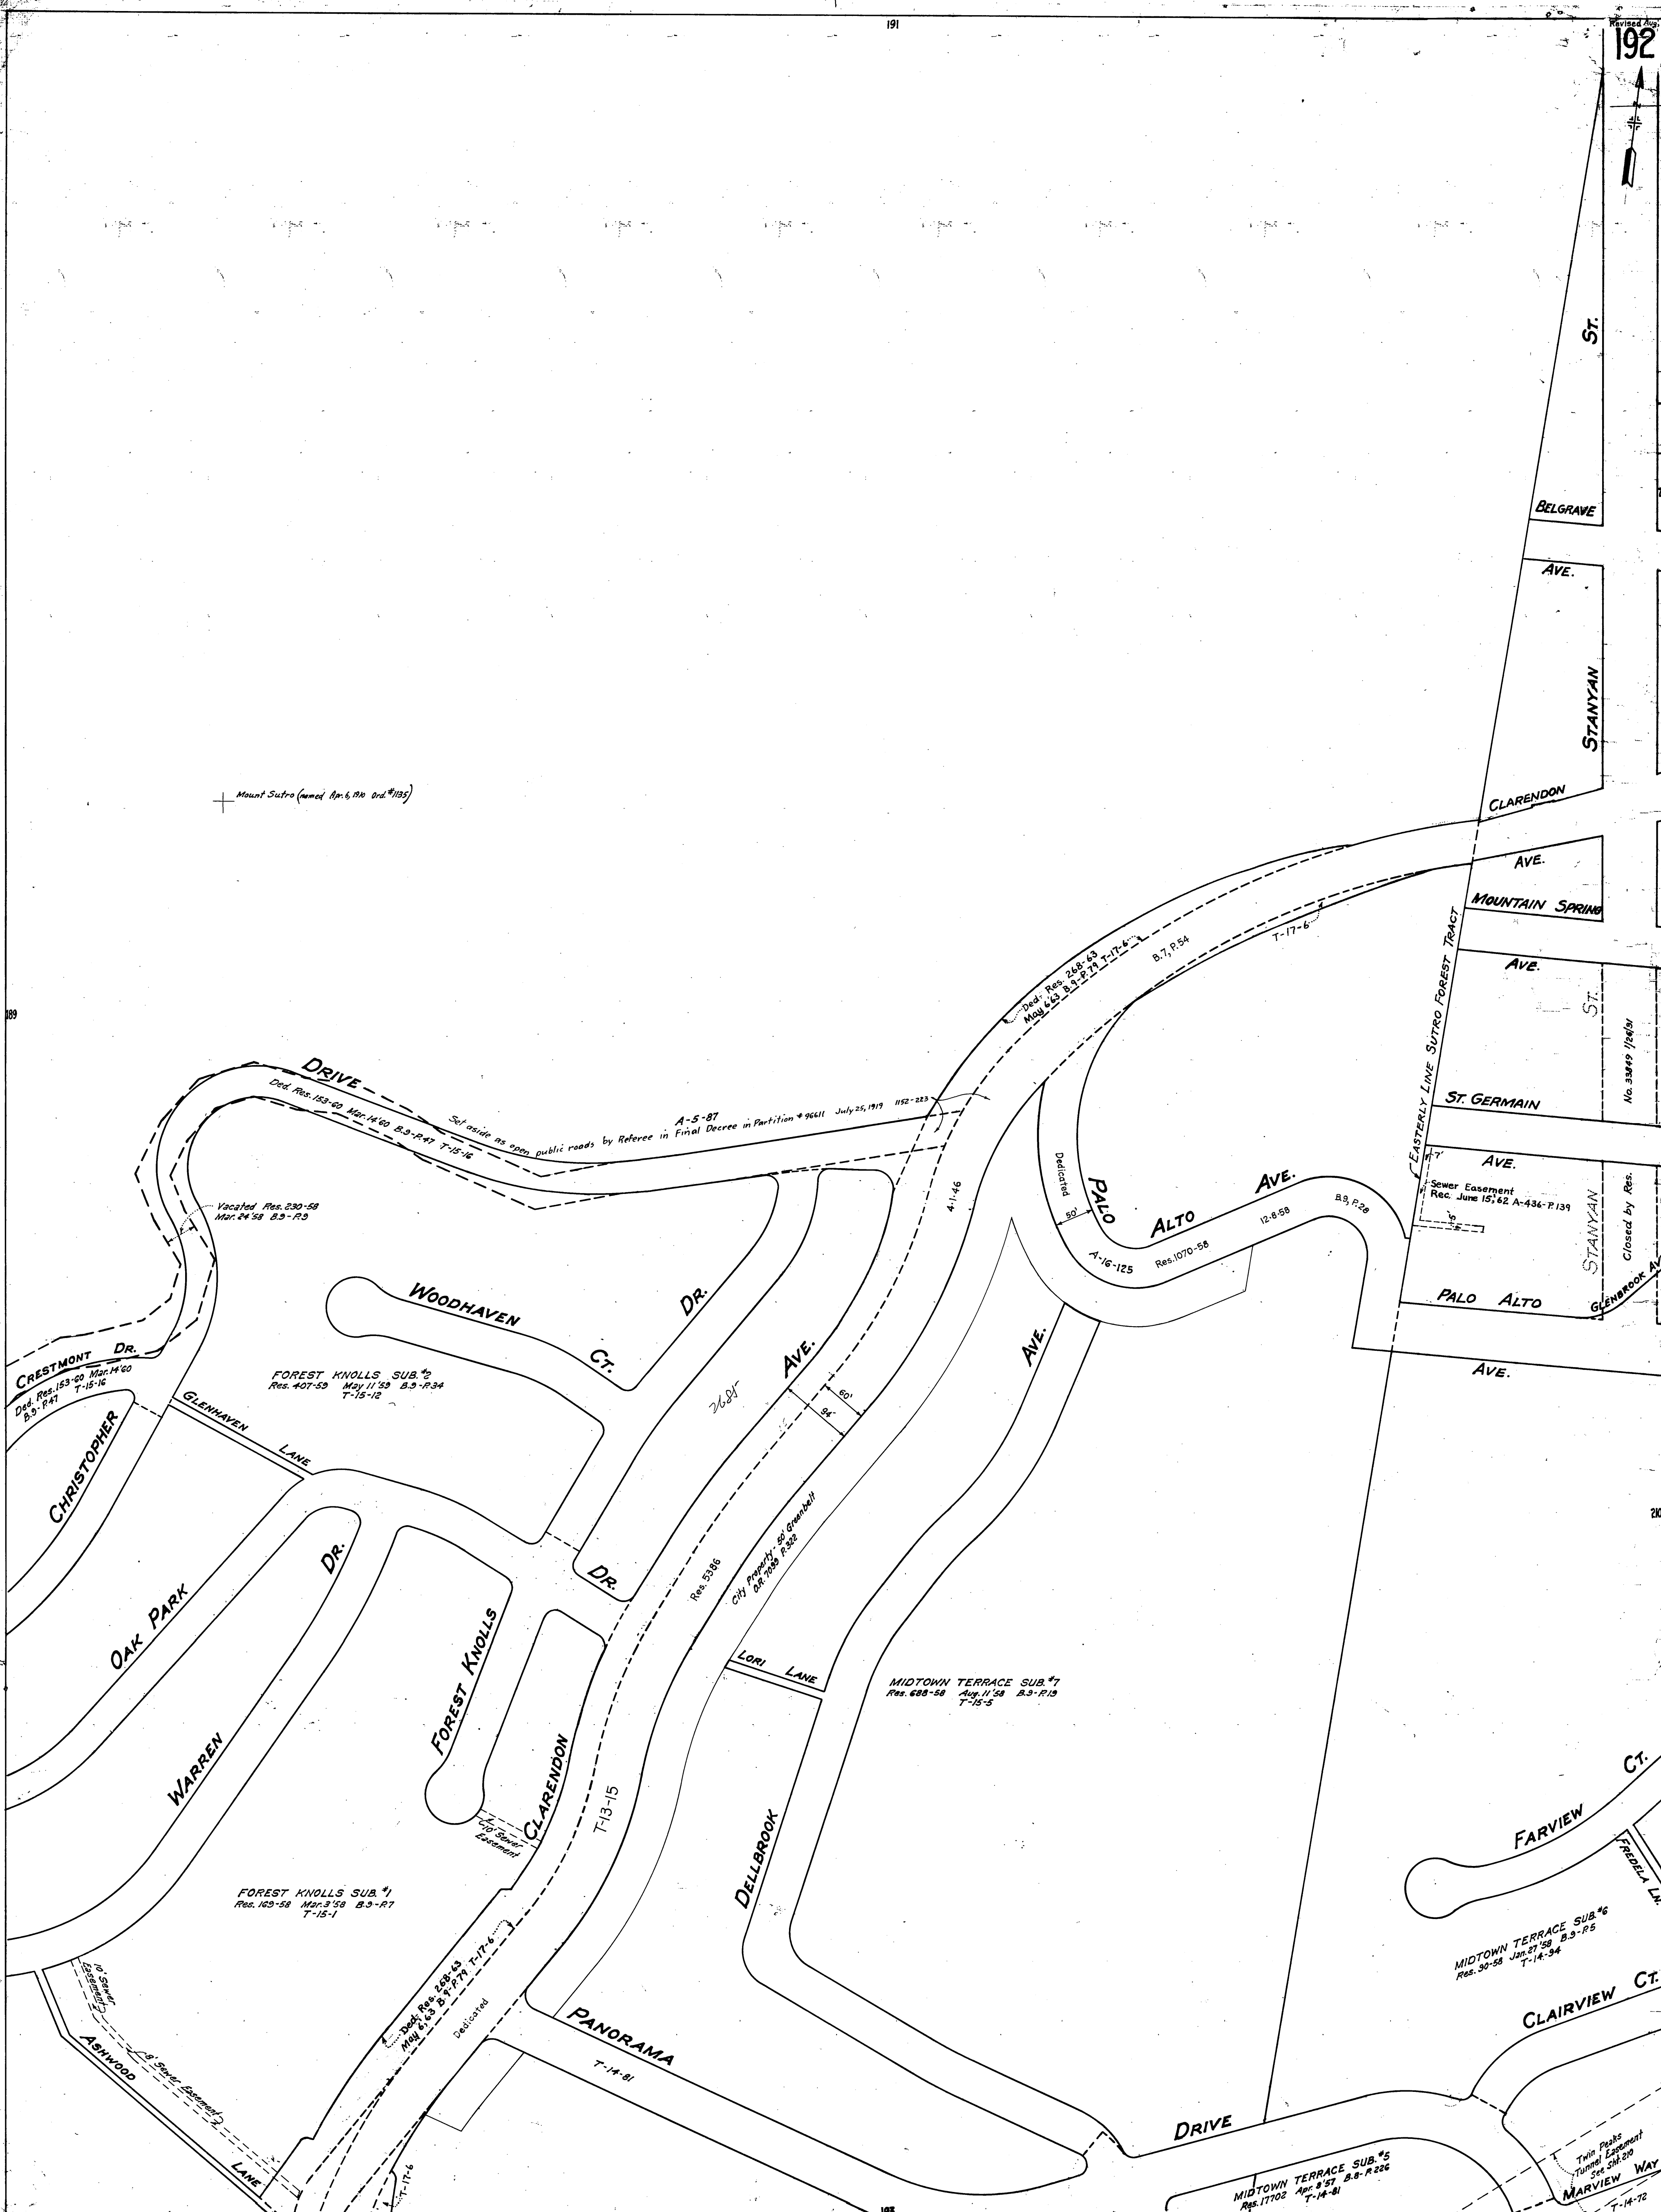 191
Revised Aug.
192
ST.
BELGRAVE
AVE.
STANYAN
Mount Sutro (named Apr. 6, 1910 Ord. #1135)
CLARENDON
AVE.
MOUNTAIN SPRING
AVE.
EASTERLY LINE SUTRO FOREST TRACT
Ded. Res. 268-63
May 6,63 B.9-P.79 T-17-6
B.7, P.54
T-17-6
ST.
No. 33849 1/26/31
189
ST. GERMAIN
AVE.
DRIVE
Ded. Res. 153-60 Mar. 14'60 B.9-P.47 T-15-16
A-5-87
Set aside as open public roads by Referee in Final Decree in Partition #96611 July 25, 1919 1152-223
Dedicated
50'
PALO
ALTO
AVE.
A-16-125
Res. 1070-58
12-8-58
B.9, P.28
7'
Sewer Easement
Rec. June 15,'62 A-436-P.139
STANYAN
Closed by Res.
4-1-46
Vacated Res. 230-58
Mar. 24'58 B.9-P.9
WOODHAVEN
CT.
DR.
AVE.
AVE.
PALO ALTO
GLENBROOK AV
AVE.
CRESTMONT DR.
Ded. Res. 153-60 Mar. 14'60
B.9-P.47 T-15-16
FOREST KNOLLS SUB. #2
Res. 407-59 May 11'59 B.9-P.34
T-15-12
2685
60'
94'
GLENHAVEN
LANE
CHRISTOPHER
210
City Property - 50' Greenbelt
O.R. 7099 P.322
DR.
OAK PARK
DR.
Res. 5386
FOREST KNOLLS
LORI LANE
MIDTOWN TERRACE SUB. #7
Res. 688-58 Aug. 11'58 B.9-P.19
T-15-5
WARREN
CLARENDON
T-13-15
10' Sewer
Easement
DELLBROOK
CT.
FARVIEW
FREDELA LN.
FOREST KNOLLS SUB. #1
Res. 169-58 Mar. 3'58 B.9-P.7
T-15-1
MIDTOWN TERRACE SUB. #6
Res. 90-58 Jan. 27'58 B.9-P.5
T-14-94
10' Sewer
Easement
Ded. Res. 268-63
May 6,63 B.9-P.79 T-17-6
Dedicated
CLAIRVIEW CT.
ASHWOOD
8' Sewer Easement
LANE
PANORAMA
T-14-81
DRIVE
T-17-6
MIDTOWN TERRACE SUB. #5
Res. 17702 Apr. 8'57 B.8-P.226
T-14-81
Twin Peaks
Tunnel Easement
See Sht. 210
MARVIEW WAY
T-14-72
193